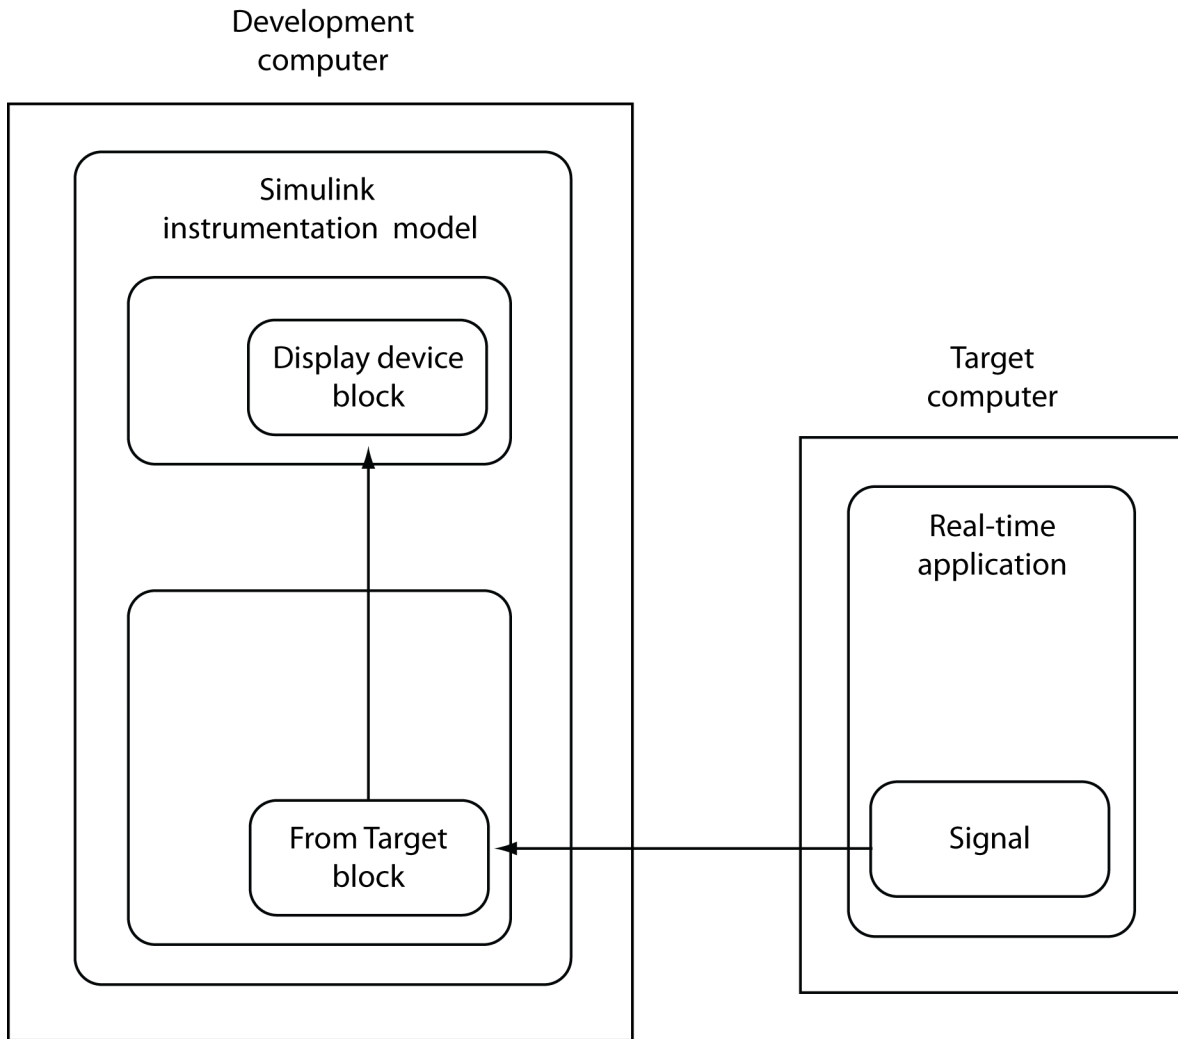 Development
computer
Simulink
instrumentation model
Display device
block
From Target
block
Target
computer
Real-time
application
Signal